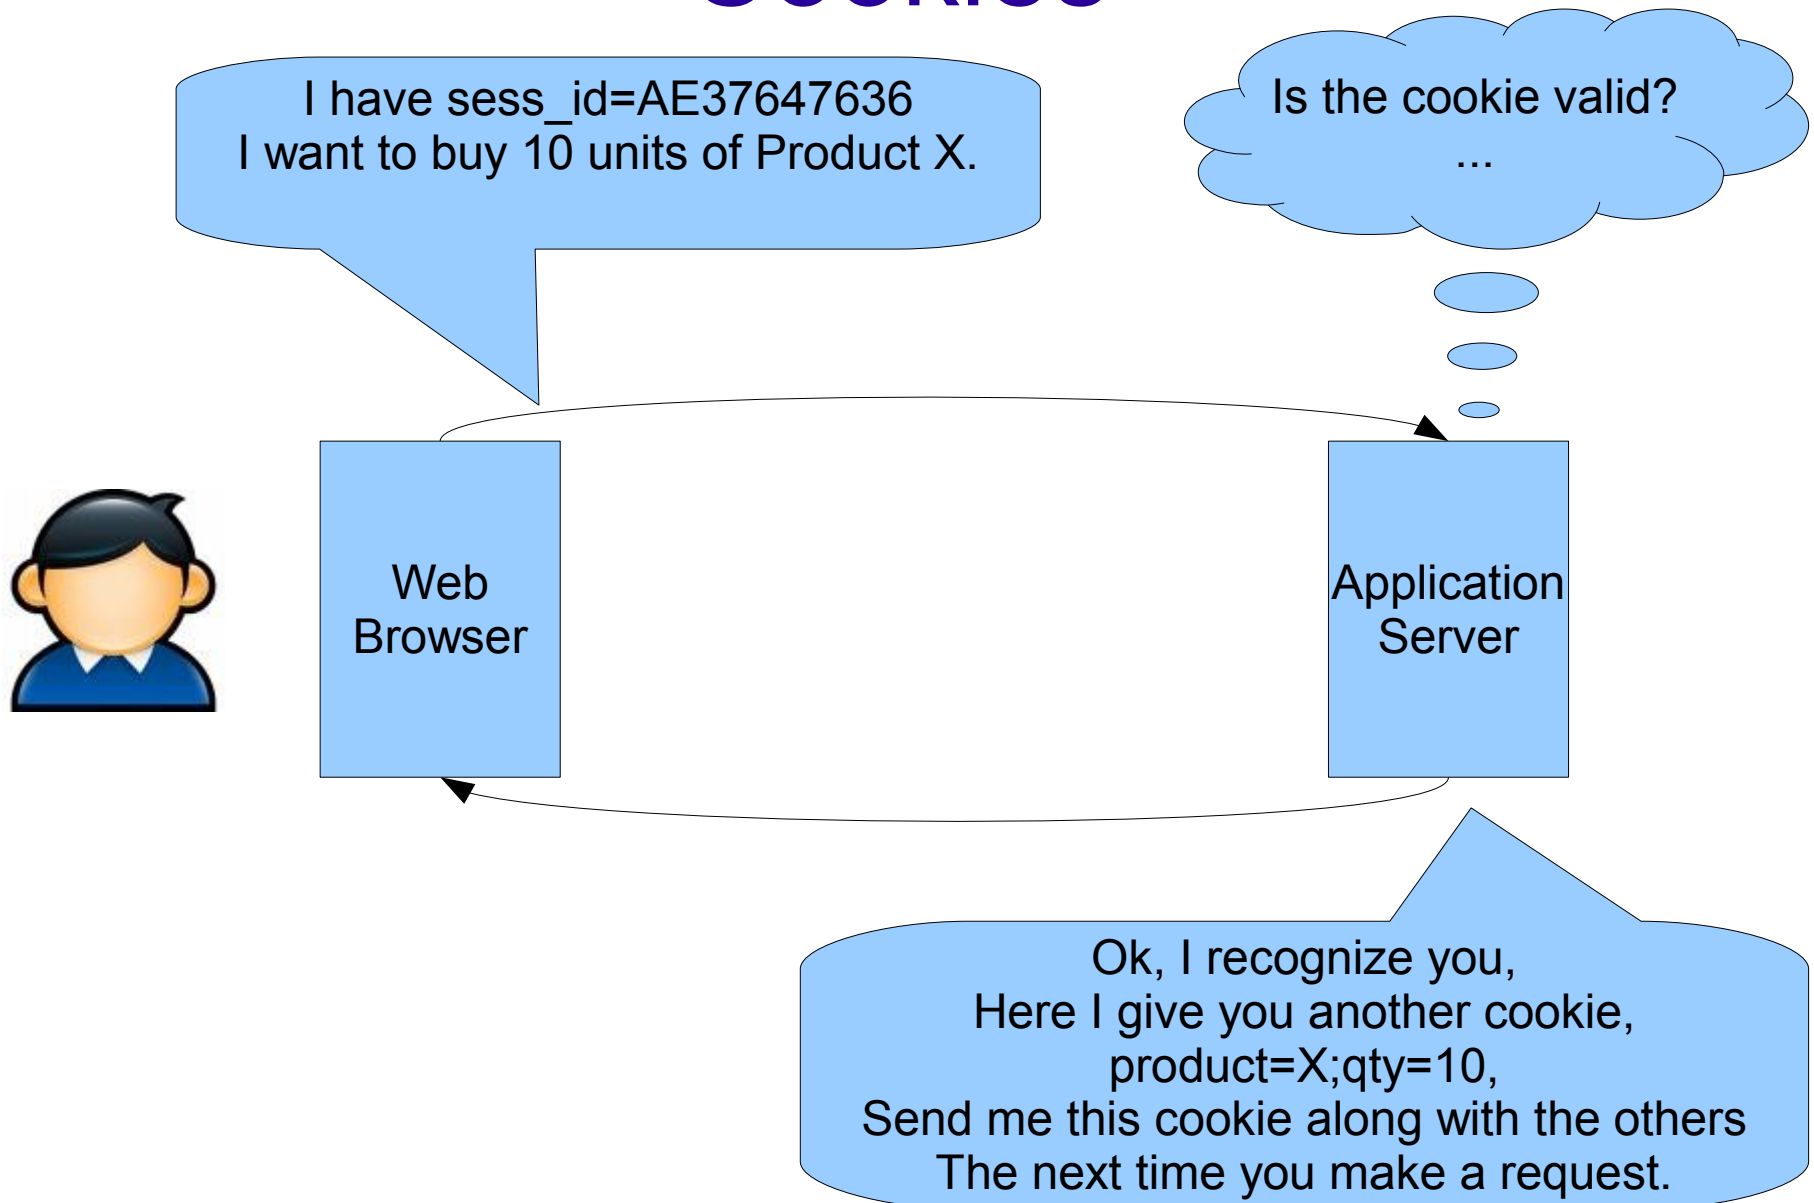 Cookies
I have sess_id=AE37647636
I want to buy 10 units of Product X.
Is the cookie valid?
...
Web
Browser
Application
Server
Ok, I recognize you,
Here I give you another cookie,
product=X;qty=10,
Send me this cookie along with the others
The next time you make a request.